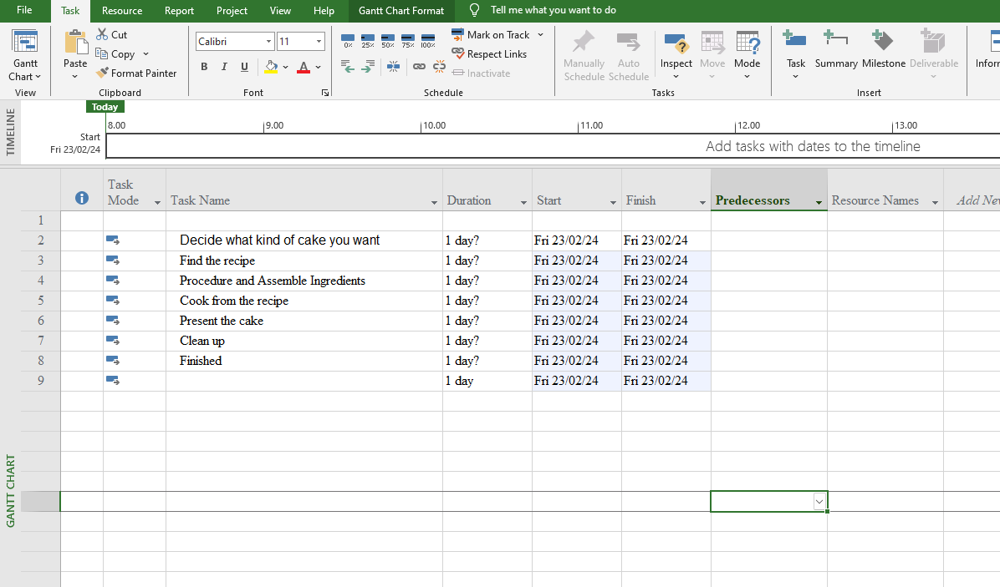 File Task Resource Report Project View Help Gantt Chart Format Tell me what you want to do
Gantt Chart
View
Paste
Cut
Copy
Format Painter
Clipboard
Calibri 11
B I U A
Font
0% 25% 50% 75% 100%
Mark on Track
Respect Links
Inactivate
Schedule
Manually Schedule
Auto Schedule
Inspect
Move
Mode
Tasks
Task
Summary
Milestone
Deliverable
Insert
Infor
TIMELINE
Today
8.00 9.00 10.00 11.00 12.00 13.00
Start
Fri 23/02/24
Add tasks with dates to the timeline
GANTT CHART
Task Mode Task Name Duration Start Finish Predecessors Resource Names Add New
1
2 Decide what kind of cake you want 1 day? Fri 23/02/24 Fri 23/02/24
3 Find the recipe 1 day? Fri 23/02/24 Fri 23/02/24
4 Procedure and Assemble Ingredients 1 day? Fri 23/02/24 Fri 23/02/24
5 Cook from the recipe 1 day? Fri 23/02/24 Fri 23/02/24
6 Present the cake 1 day? Fri 23/02/24 Fri 23/02/24
7 Clean up 1 day? Fri 23/02/24 Fri 23/02/24
8 Finished 1 day? Fri 23/02/24 Fri 23/02/24
9 1 day Fri 23/02/24 Fri 23/02/24